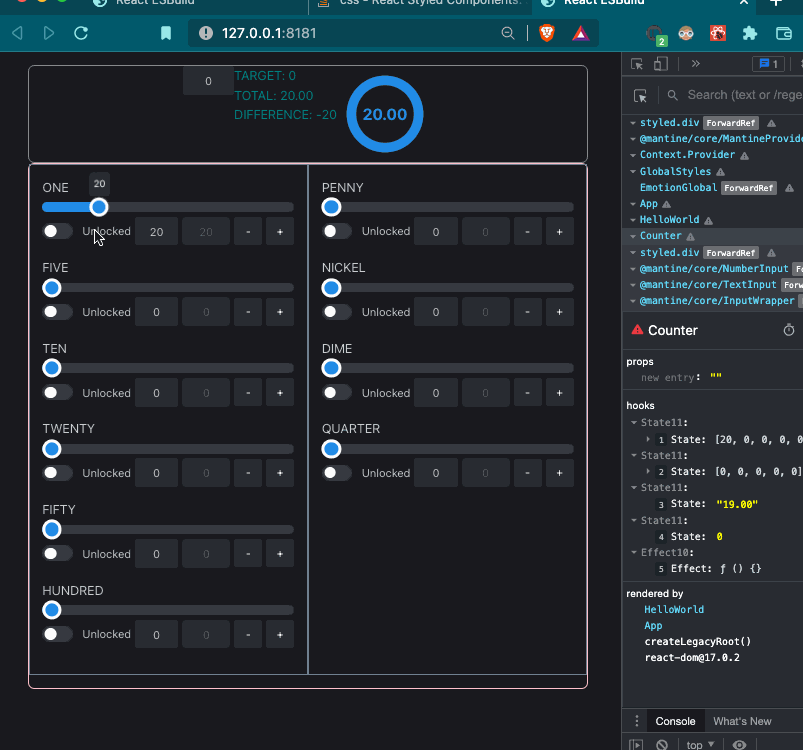 React ESBuild
css - React Styled Components
React ESBuild
127.0.0.1:8181
2
0
TARGET: 0
TOTAL: 20.00
DIFFERENCE: -20
20.00
ONE
20
Unlocked 20 20 - +
FIVE
Unlocked 0 0 - +
TEN
Unlocked 0 0 - +
TWENTY
Unlocked 0 0 - +
FIFTY
Unlocked 0 0 - +
HUNDRED
Unlocked 0 0 - +
PENNY
Unlocked 0 0 - +
NICKEL
Unlocked 0 0 - +
DIME
Unlocked 0 0 - +
QUARTER
Unlocked 0 0 - +
» 1
Search (text or /rege
styled.div ForwardRef
@mantine/core/MantineProvide
Context.Provider
GlobalStyles
EmotionGlobal ForwardRef
App
HelloWorld
Counter
styled.div ForwardRef
@mantine/core/NumberInput Fo
@mantine/core/TextInput Forw
@mantine/core/InputWrapper
Counter
props
new entry: ""
hooks
State11:
1 State: [20, 0, 0, 0, 0
State11:
2 State: [0, 0, 0, 0, 0]
State11:
3 State: "19.00"
State11:
4 State: 0
Effect10:
5 Effect: ƒ () {}
rendered by
HelloWorld
App
createLegacyRoot()
react-dom@17.0.2
Console What's New
top